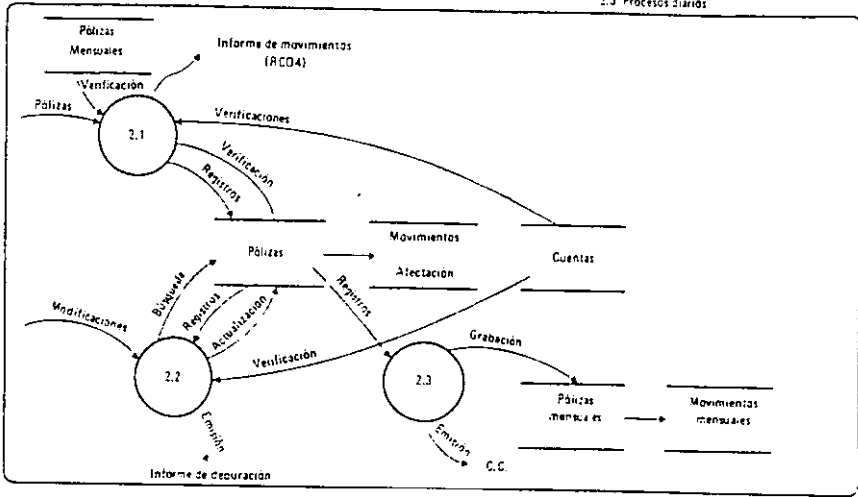 2.3 Procesos diarios
Pólizas
Mensuales
Informe de movimientos
(RC04)
Verificación
Pólizas
Verificaciones
2.1
Verificación
Registros
Movimientos
Pólizas
Cuentas
Afectación
Búsqueda
Registros
Registros
Actualización
Modificaciones
Grabación
Verificación
2.2
2.3
Pólizas
mensuales
Movimientos
mensuales
Emisión
Emisión
C.C.
Informe de depuración